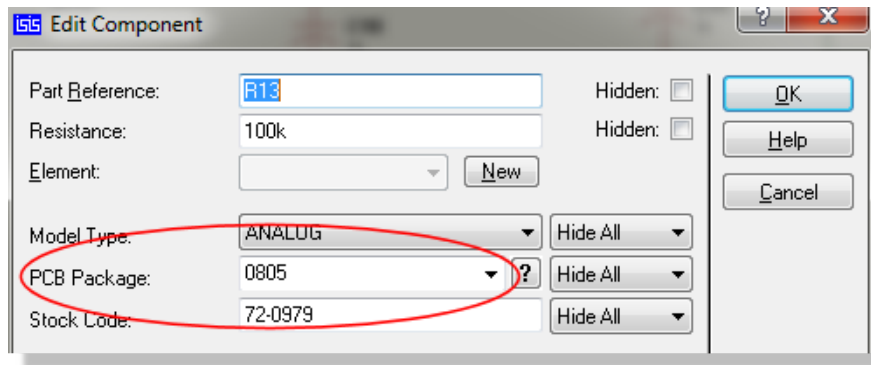 isis Edit Component ? X
Part Reference: R13 Hidden: OK
Resistance: 100k Hidden: Help
Element: New
Cancel
Model Type: ANALOG Hide All
PCB Package: 0805 ? Hide All
Stock Code: 72-0979 Hide All